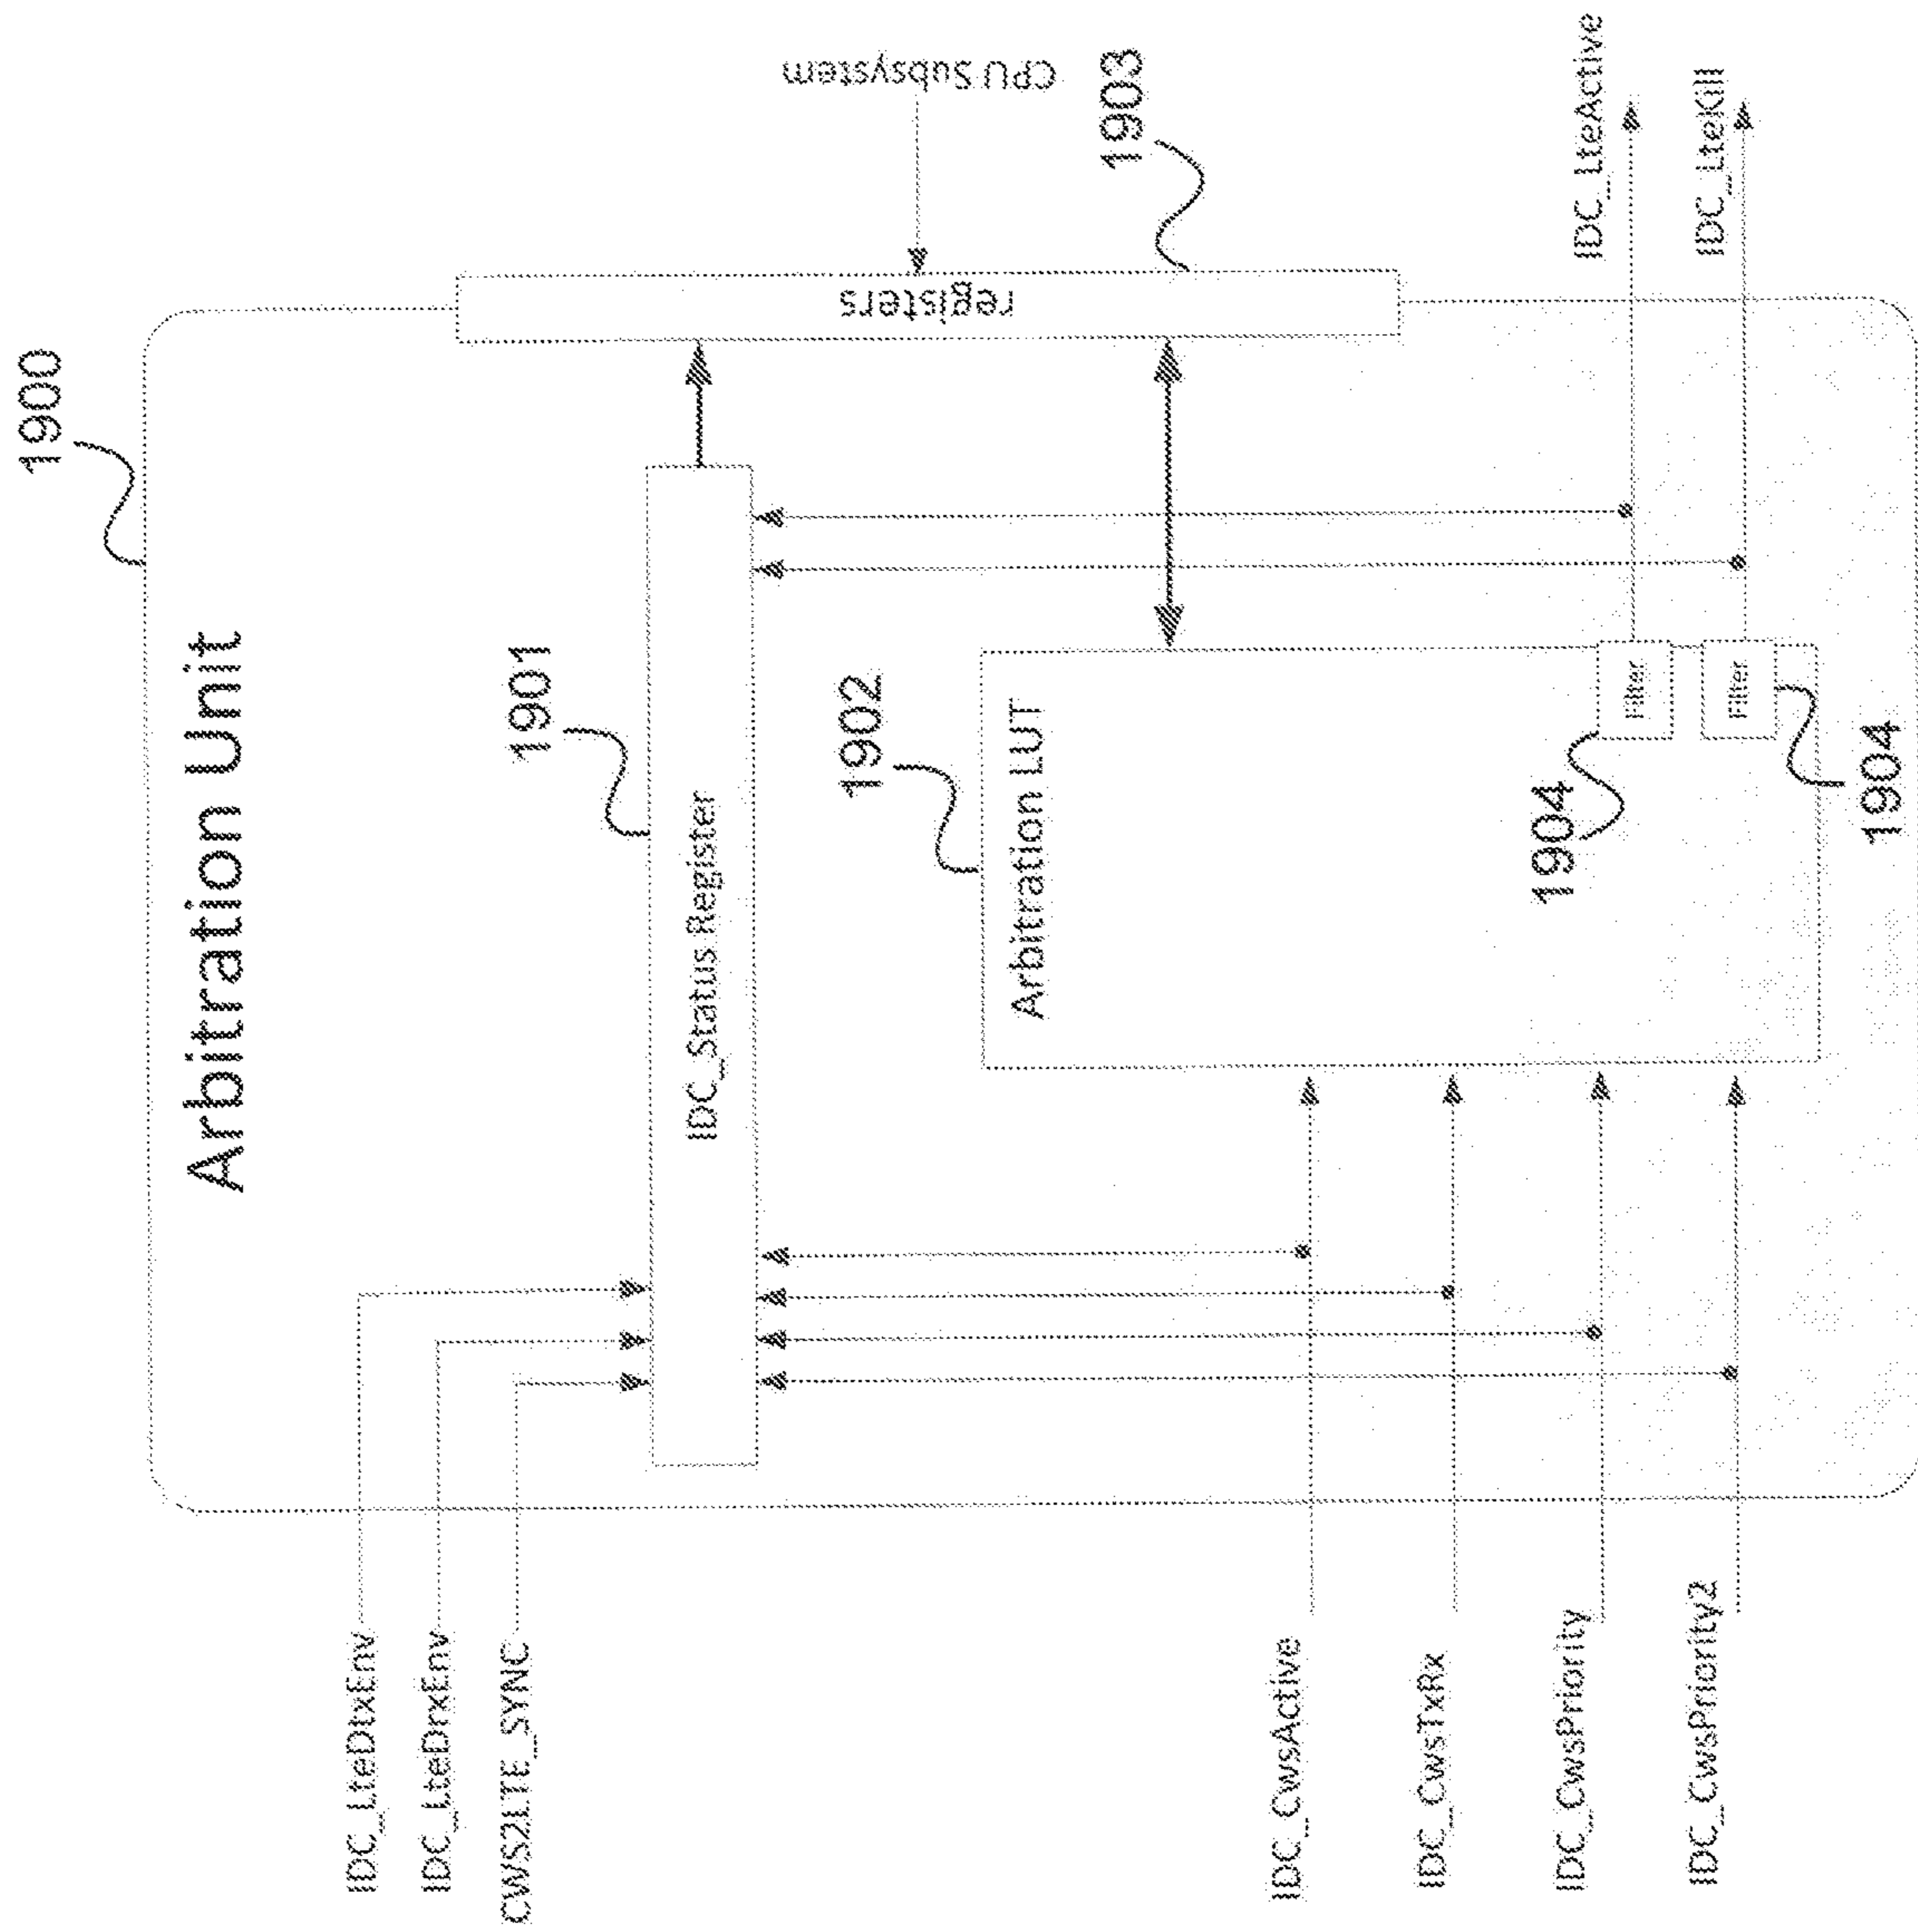 1900
Arbitration Unit
IDC_LteDtxEnv
IDC_LteDrxEnv
CWS2LTE_SYNC
1901
IDC_Status Register
registers
CPU Subsystem
1903
1902
Arbitration LUT
IDC_CwsActive
IDC_CwsTxRx
IDC_CwsPriority
IDC_CwsPriority2
1904
Filter
IDC_LteActive
Filter
IDC_LteKill
1904